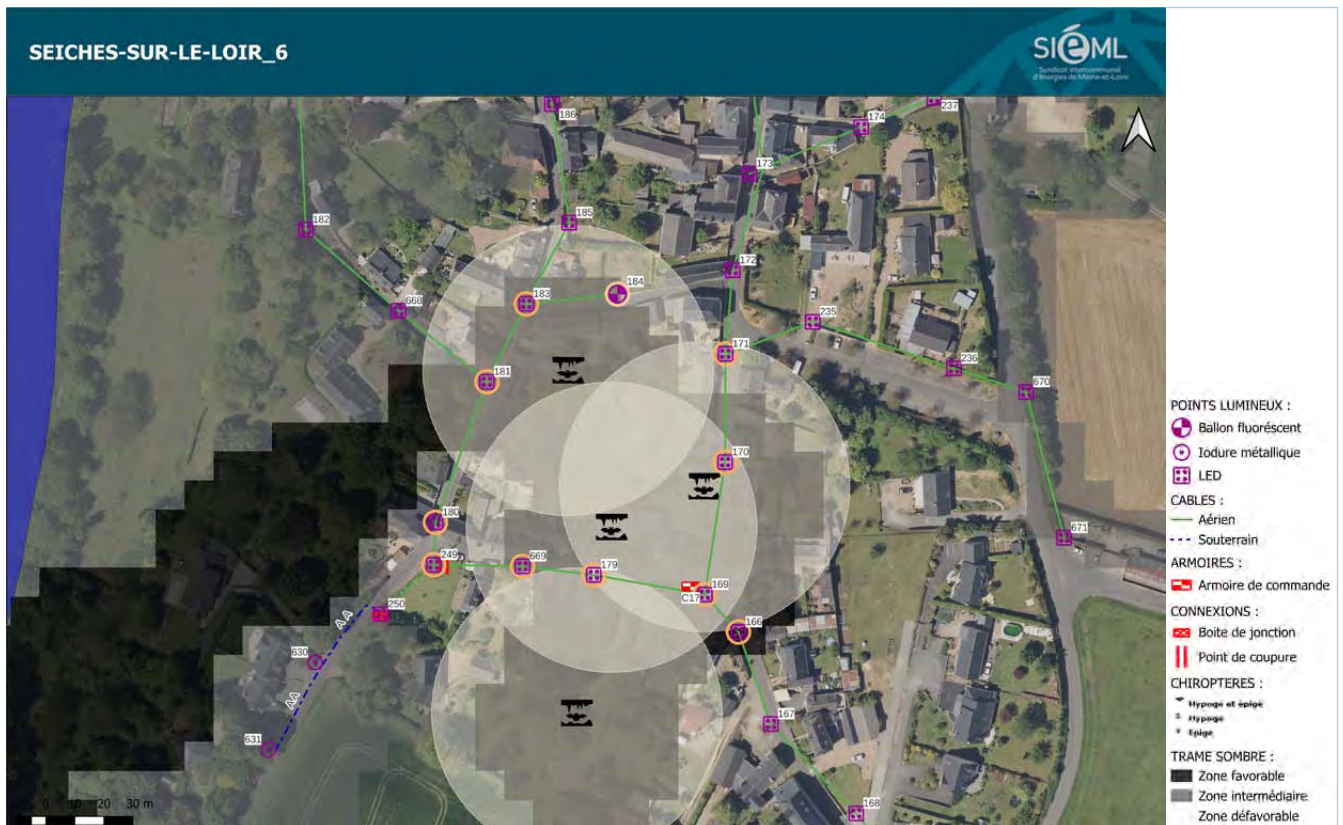 SEICHES-SUR-LE-LOIR_6
SIéML
Syndicat intercommunal
d'énergies de Maine-et-Loire
186
174
237
173
182
185
172
668
183
184
235
171
236
670
181
170
180
671
249
669
179
169
C17
250
166
A A
630
167
A A
631
168
0 10 20 30 m
POINTS LUMINEUX :
Ballon fluoréscent
Iodure métallique
LED
CABLES :
Aérien
Souterrain
ARMOIRES :
Armoire de commande
CONNEXIONS :
Boite de jonction
Point de coupure
CHIROPTERES :
Hypogé et épigé
Hypogé
Epigé
TRAME SOMBRE :
Zone favorable
Zone intermédiaire
Zone défavorable